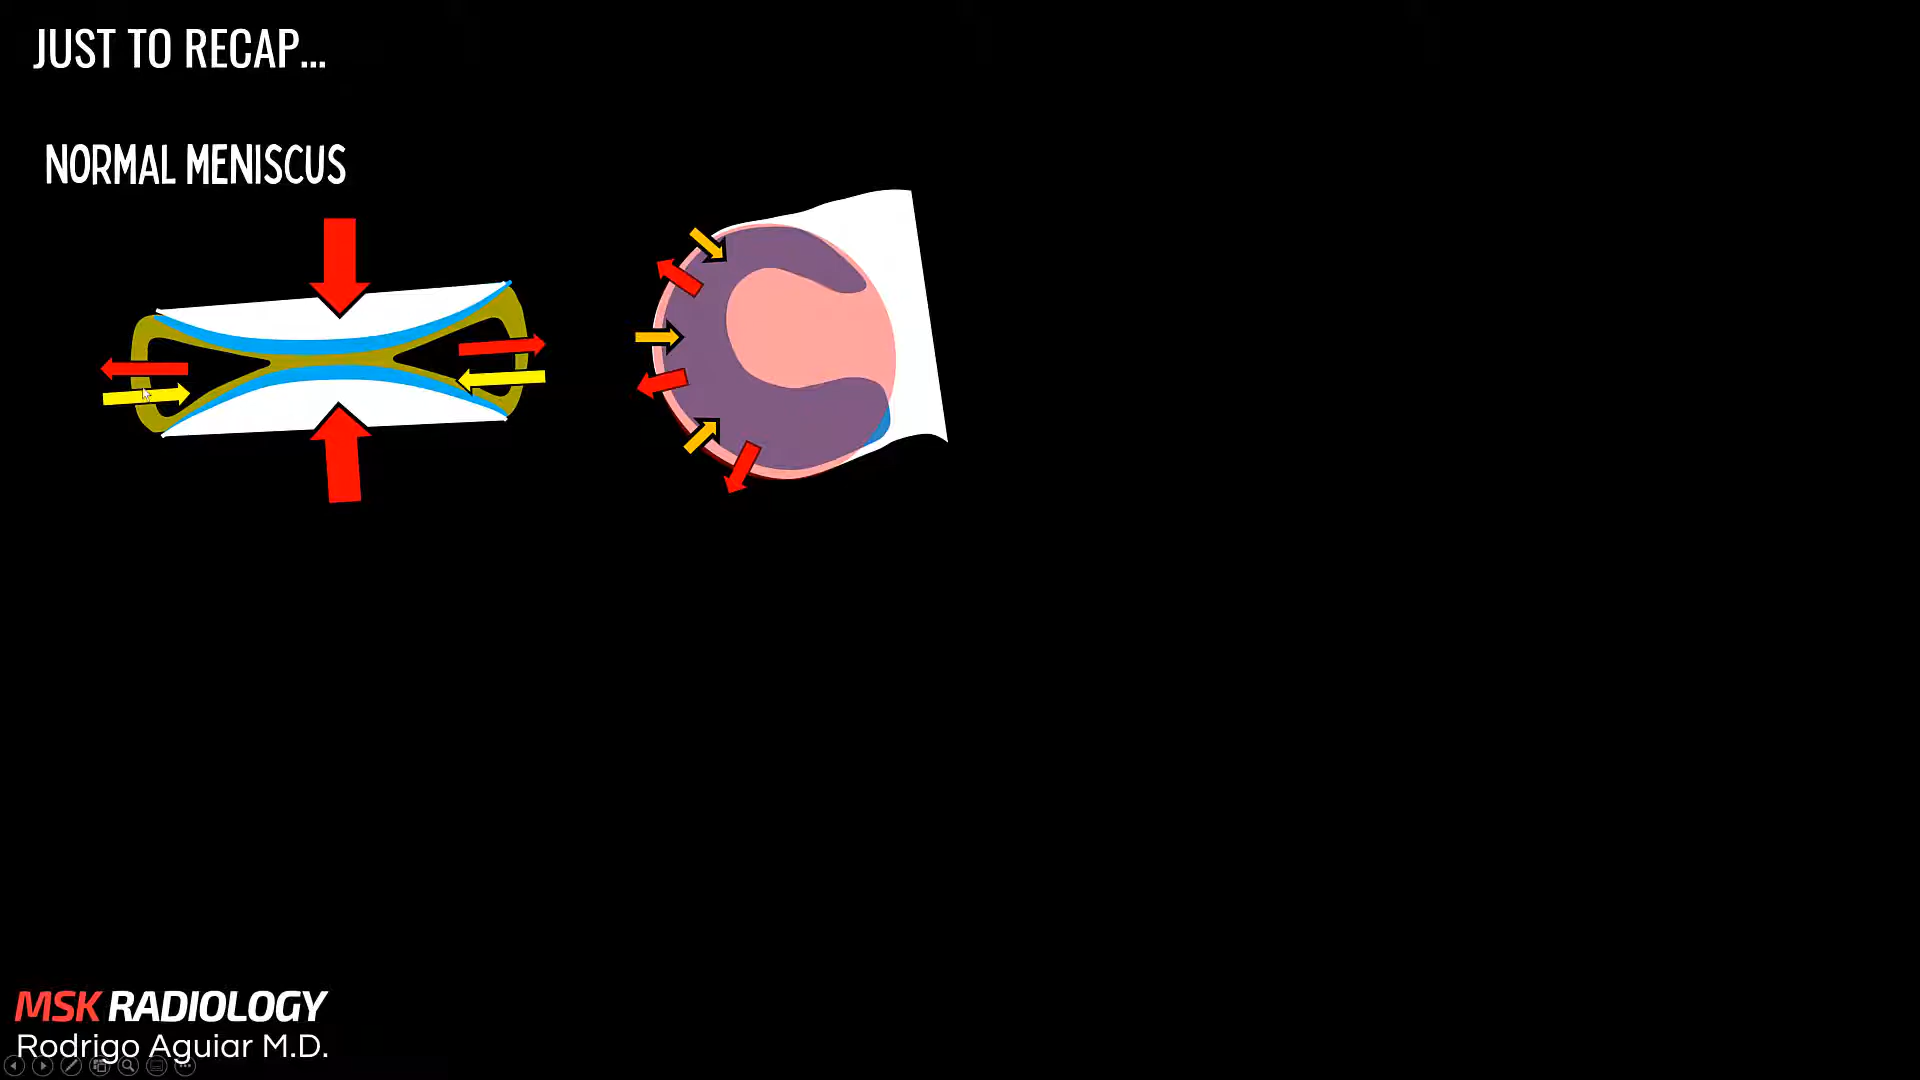 JUST TO RECAP...
NORMAL MENISCUS
MSK RADIOLOGY
Rodrigo Aguiar M.D.